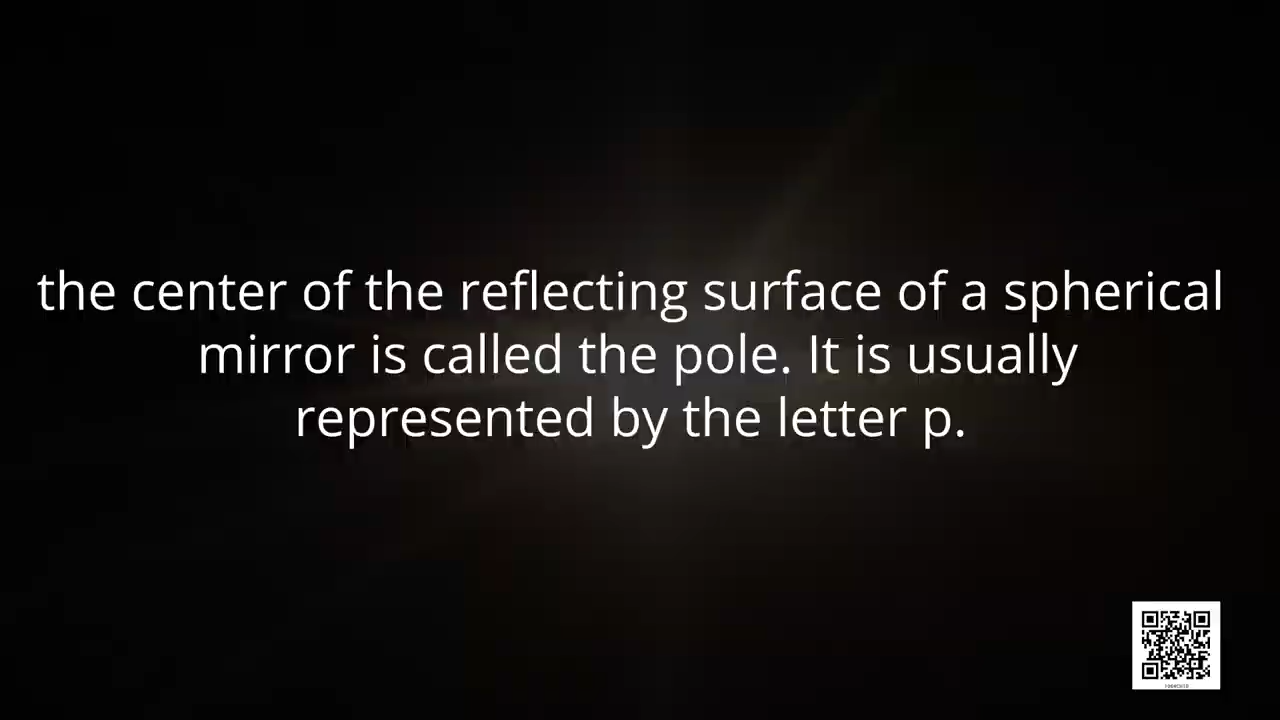 the center of the reflecting surface of a spherical
mirror is called the pole. It is usually
represented by the letter p.